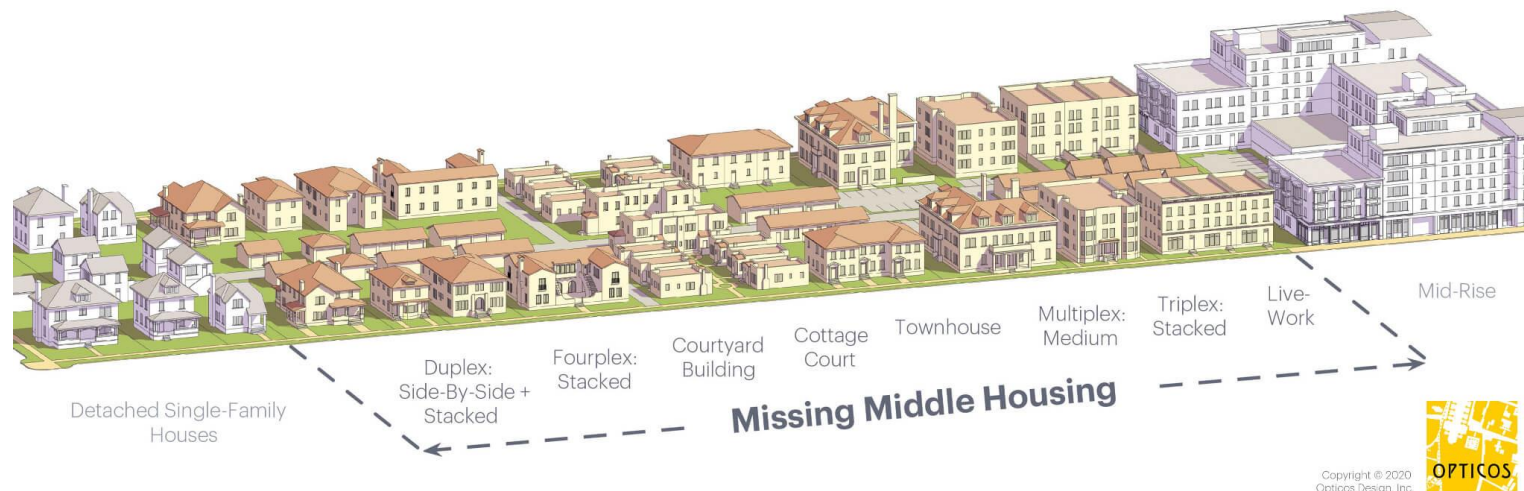 Detached Single-Family
Houses
Duplex:
Side-By-Side +
Stacked
Fourplex:
Stacked
Courtyard
Building
Cottage
Court
Townhouse
Multiplex:
Medium
Triplex:
Stacked
Live-
Work
Mid-Rise
Missing Middle Housing
Copyright © 2020
Opticos Design, Inc.
OPTICOS